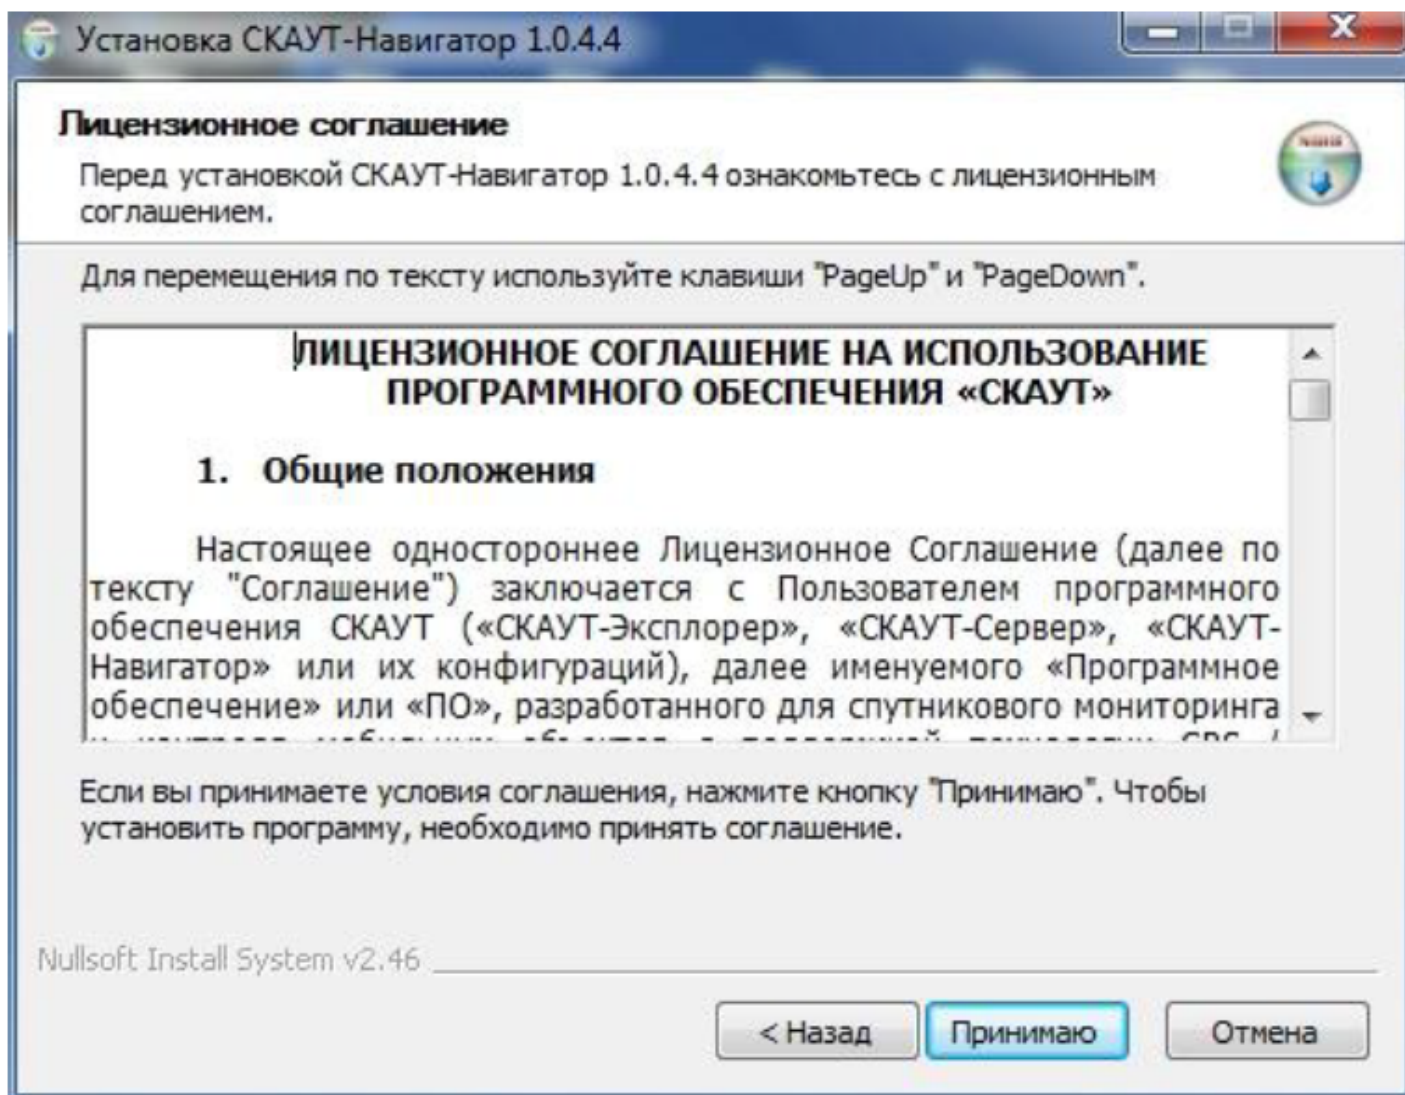 Установка СКАУТ-Навигатор 1.0.4.4
Лицензионное соглашение
Перед установкой СКАУТ-Навигатор 1.0.4.4 ознакомьтесь с лицензионным
соглашением.
Для перемещения по тексту используйте клавиши "PageUp" и "PageDown".
ЛИЦЕНЗИОННОЕ СОГЛАШЕНИЕ НА ИСПОЛЬЗОВАНИЕ
ПРОГРАММНОГО ОБЕСПЕЧЕНИЯ «СКАУТ»
1. Общие положения
Настоящее одностороннее Лицензионное Соглашение (далее по
тексту "Соглашение") заключается с Пользователем программного
обеспечения СКАУТ («СКАУТ-Эксплорер», «СКАУТ-Сервер», «СКАУТ-
Навигатор» или их конфигураций), далее именуемого «Программное
обеспечение» или «ПО», разработанного для спутникового мониторинга
Если вы принимаете условия соглашения, нажмите кнопку "Принимаю". Чтобы
установить программу, необходимо принять соглашение.
Nullsoft Install System v2.46
< Назад
Принимаю
Отмена